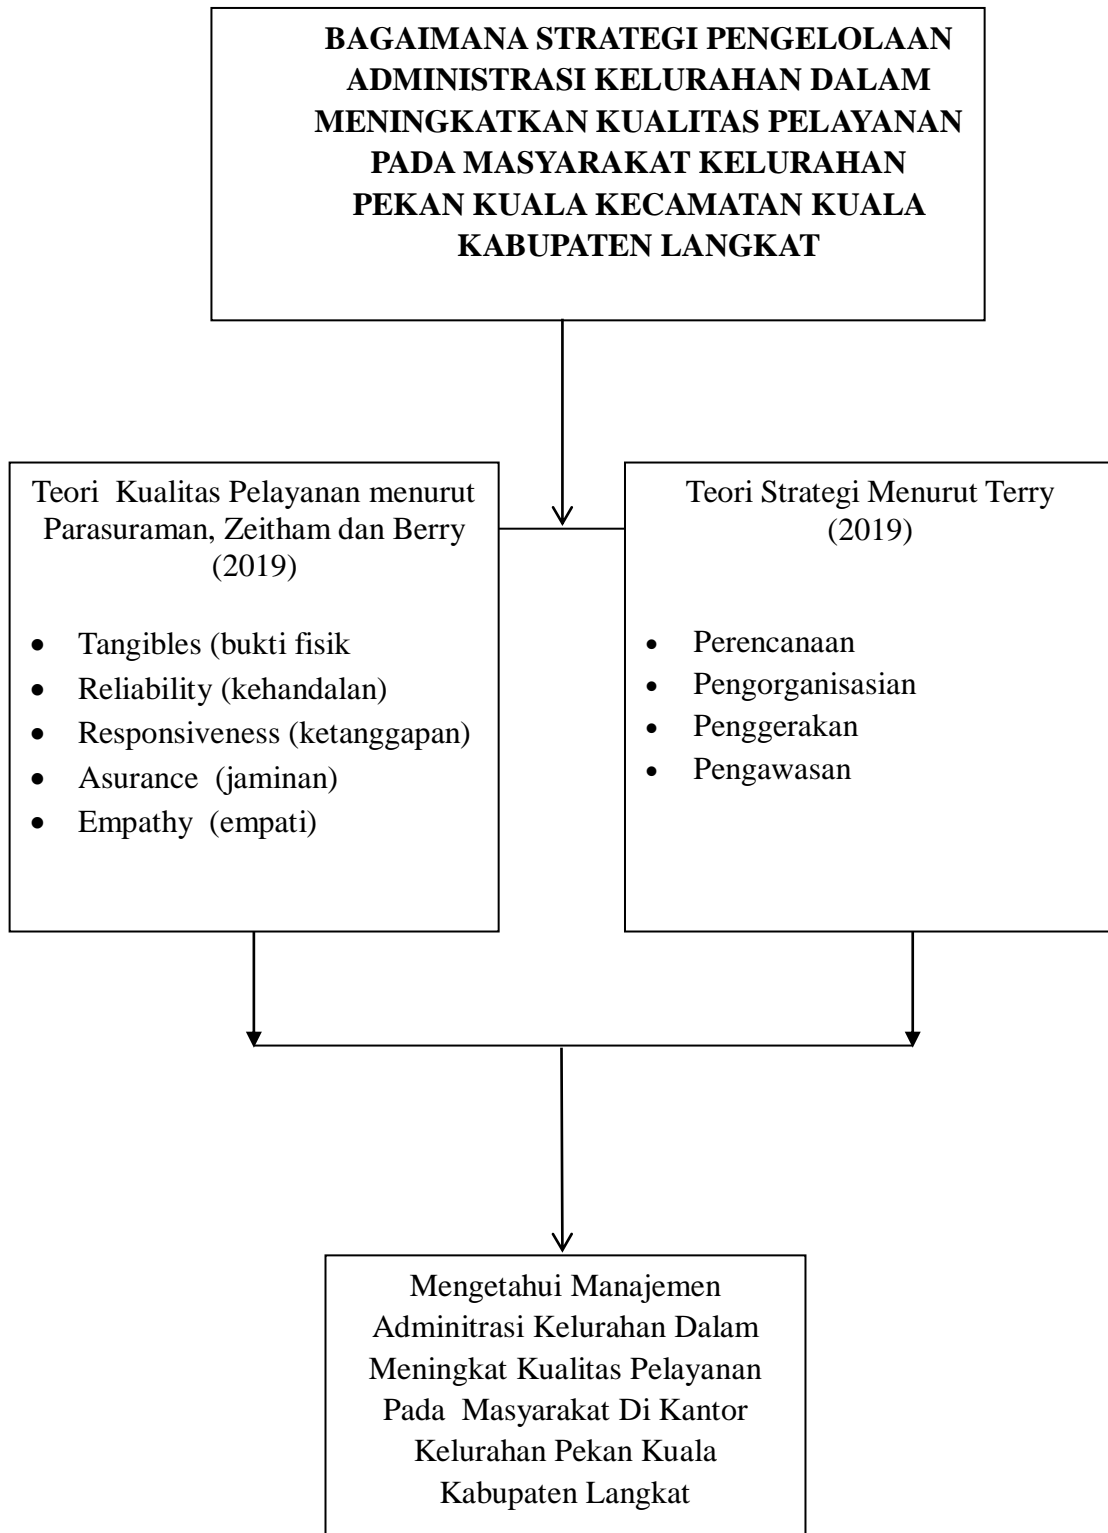 BAGAIMANA STRATEGI PENGELOLAAN
ADMINISTRASI KELURAHAN DALAM
MENINGKATKAN KUALITAS PELAYANAN
PADA MASYARAKAT KELURAHAN
PEKAN KUALA KECAMATAN KUALA
KABUPATEN LANGKAT
Teori Kualitas Pelayanan menurut
Parasuraman, Zeitham dan Berry
(2019)
• Tangibles (bukti fisik
• Reliability (kehandalan)
• Responsiveness (ketanggapan)
• Asurance (jaminan)
• Empathy (empati)
Teori Strategi Menurut Terry
(2019)
• Perencanaan
• Pengorganisasian
• Penggerakan
• Pengawasan
Mengetahui Manajemen
Adminitrasi Kelurahan Dalam
Meningkat Kualitas Pelayanan
Pada Masyarakat Di Kantor
Kelurahan Pekan Kuala
Kabupaten Langkat